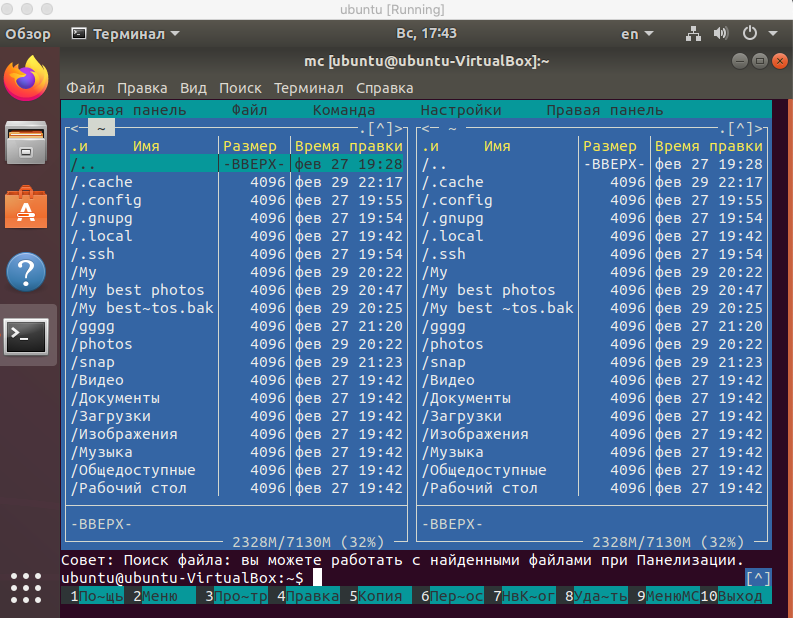 ubuntu [Running]
Обзор Терминал Вс, 17:43 en
mc [ubuntu@ubuntu-VirtualBox]:~
Файл Правка Вид Поиск Терминал Справка
Левая панель Файл Команда Настройки Правая панель
<─ ~ .[^]> <─ ~ .[^]>
.и Имя Размер Время правки .и Имя Размер Время правки
/.. -ВВЕРХ- фев 27 19:28 /.. -ВВЕРХ- фев 27 19:28
/.cache 4096 фев 29 22:17 /.cache 4096 фев 29 22:17
/.config 4096 фев 27 19:55 /.config 4096 фев 27 19:55
/.gnupg 4096 фев 27 19:54 /.gnupg 4096 фев 27 19:54
/.local 4096 фев 27 19:42 /.local 4096 фев 27 19:42
/.ssh 4096 фев 27 19:54 /.ssh 4096 фев 27 19:54
/My 4096 фев 29 20:22 /My 4096 фев 29 20:22
/My best photos 4096 фев 29 20:47 /My best photos 4096 фев 29 20:47
/My best~tos.bak 4096 фев 29 20:25 /My best ~tos.bak 4096 фев 29 20:25
/gggg 4096 фев 27 21:20 /gggg 4096 фев 27 21:20
/photos 4096 фев 29 20:22 /photos 4096 фев 29 20:22
/snap 4096 фев 29 21:23 /snap 4096 фев 29 21:23
/Видео 4096 фев 27 19:42 /Видео 4096 фев 27 19:42
/Документы 4096 фев 27 19:42 /Документы 4096 фев 27 19:42
/Загрузки 4096 фев 27 19:42 /Загрузки 4096 фев 27 19:42
/Изображения 4096 фев 27 19:42 /Изображения 4096 фев 27 19:42
/Музыка 4096 фев 27 19:42 /Музыка 4096 фев 27 19:42
/Общедоступные 4096 фев 27 19:42 /Общедоступные 4096 фев 27 19:42
/Рабочий стол 4096 фев 27 19:42 /Рабочий стол 4096 фев 27 19:42
-ВВЕРХ- -ВВЕРХ-
2328M/7130M (32%) 2328M/7130M (32%)
Совет: Поиск файла: вы можете работать с найденными файлами при Панелизации.
ubuntu@ubuntu-VirtualBox:~$ [^]
1По~щь 2Меню 3Про~тр 4Правка 5Копия 6Пер~ос 7НвК~ог 8Уда~ть 9МенюMC 10Выход